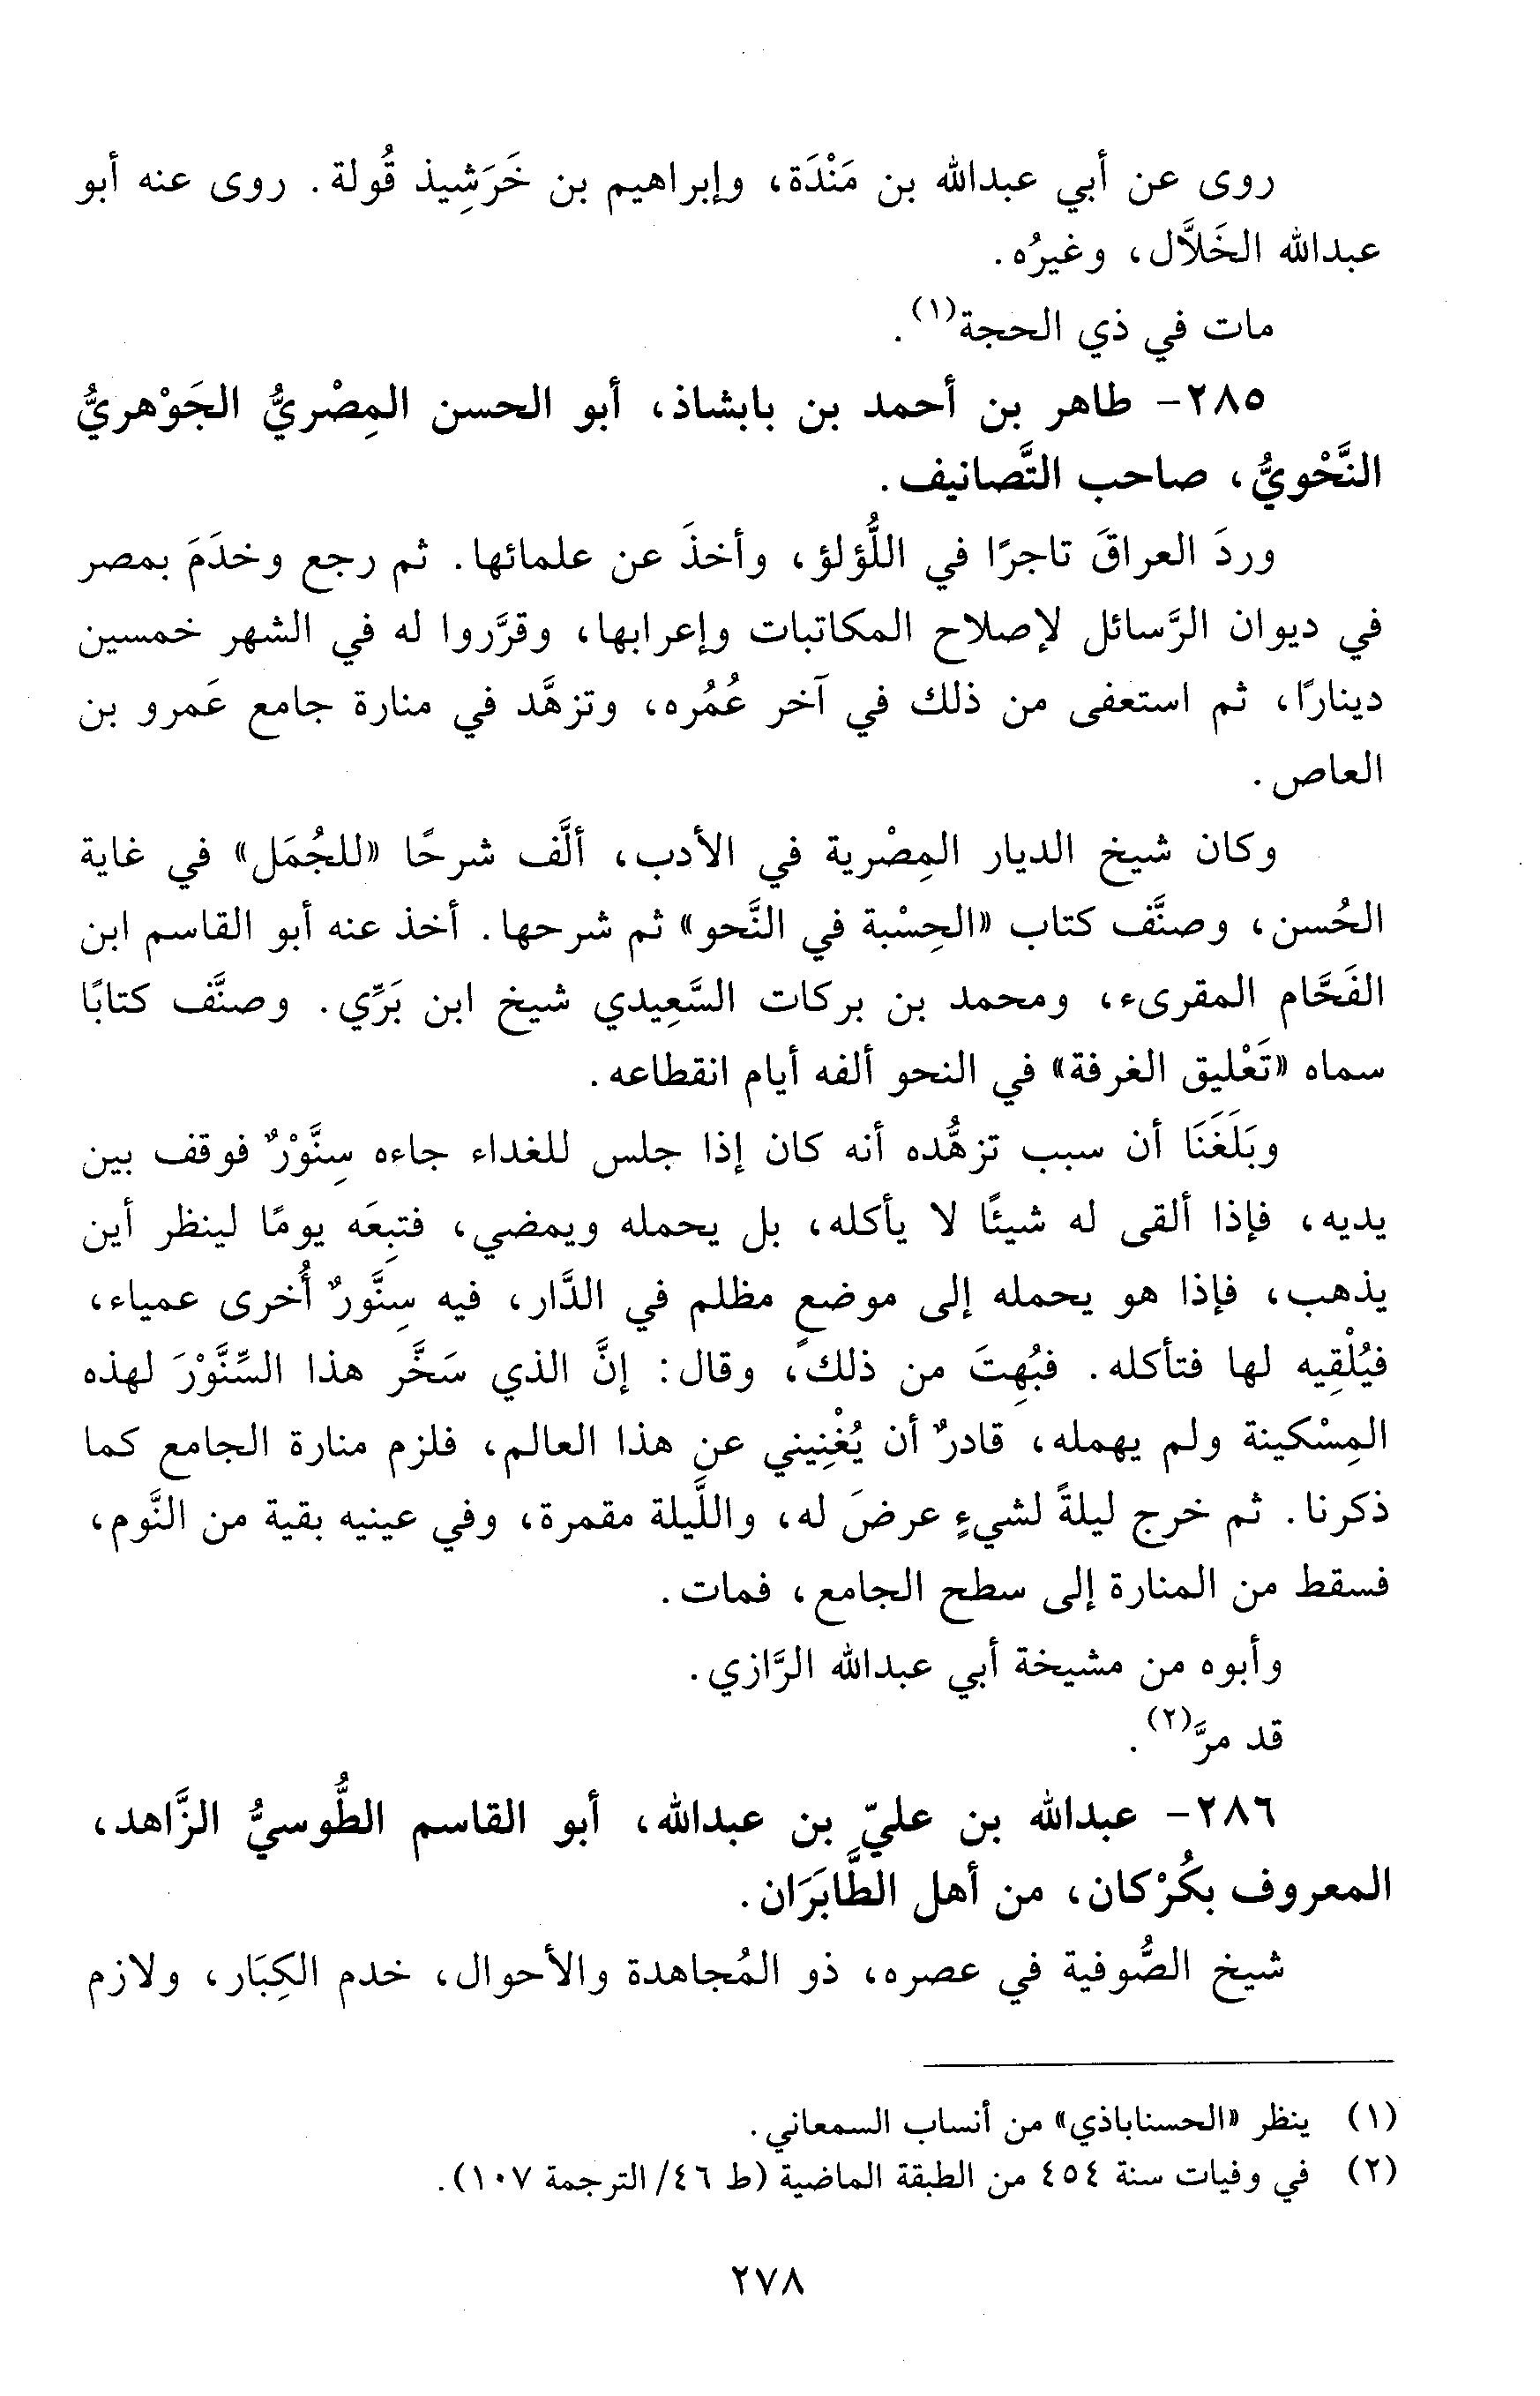 روى عن أبي عبدالله بن مَنْدَة، وإبراهيم بن خَرَشِيذ قُولة. روى عنه أبو
عبدالله الخَلاَّل، وغيرُه.
مات في ذي الحجة(١).
٢٨٥- طاهر بن أحمد بن بابشاذ، أبو الحسن المِصْريُّ الجَوْهريُّ
النَّحْويُّ، صاحب التَّصانيف.
وردَ العراقَ تاجرًا في اللُّؤلؤ، وأخذَ عن علمائها. ثم رجع وخدَمَ بمصر
في ديوان الرَّسائل لإصلاح المكاتبات وإعرابها، وقرَّروا له في الشهر خمسين
دينارًا، ثم استعفى من ذلك في آخر عُمُره، وتزهَّد في منارة جامع عَمرو بن
العاص.
وكان شيخ الديار المِصْرية في الأدب، ألَّف شرحًا «للجُمَل» في غاية
الحُسن، وصنَّف كتاب «الحِسْبة في النَّحو» ثم شرحها. أخذ عنه أبو القاسم ابن
الفَحَّام المقرىء، ومحمد بن بركات السَّعِيدي شيخ ابن بَرِّي. وصنَّف كتابًا
سماه «تَعْليق الغرفة» في النحو ألفه أيام انقطاعه.
وبَلَغَنَا أن سبب تزهُّده أنه كان إذا جلس للغداء جاءه سِنَّوْرٌ فوقف بين
يديه، فإذا ألقى له شيئًا لا يأكله، بل يحمله ويمضي، فتبِعَه يومًا لينظر أين
يذهب، فإذا هو يحمله إلى موضعٍ مظلم في الدَّار، فيه سِنَّورٌ أُخرى عمياء،
فيُلْقِيه لها فتأكله. فبُهِتَ من ذلك، وقال: إنَّ الذي سَخَّر هذا السِّنَّوْرَ لهذه
المِسْكينة ولم يهمله، قادرٌ أن يُغْنِيني عن هذا العالم، فلزم منارة الجامع كما
ذكرنا. ثم خرج ليلةً لشيءٍ عرضَ له، واللَّيلة مقمرة، وفي عينيه بقية من النَّوم،
فسقط من المنارة إلى سطح الجامع، فمات.
وأبوه من مشيخة أبي عبدالله الرَّازي.
قد مرَّ(٢).
٢٨٦- عبدالله بن عليّ بن عبدالله، أبو القاسم الطُّوسيُّ الزَّاهد،
المعروف بكُرْكان، من أهل الطَّابَرَان.
شيخ الصُّوفية في عصره، ذو المُجاهدة والأحوال، خدم الكِبَار، ولازم
(١) ينظر «الحسناباذي» من أنساب السمعاني.
(٢) في وفيات سنة ٤٥٤ من الطبقة الماضية (ط ٤٦/ الترجمة ١٠٧).
٢٧٨